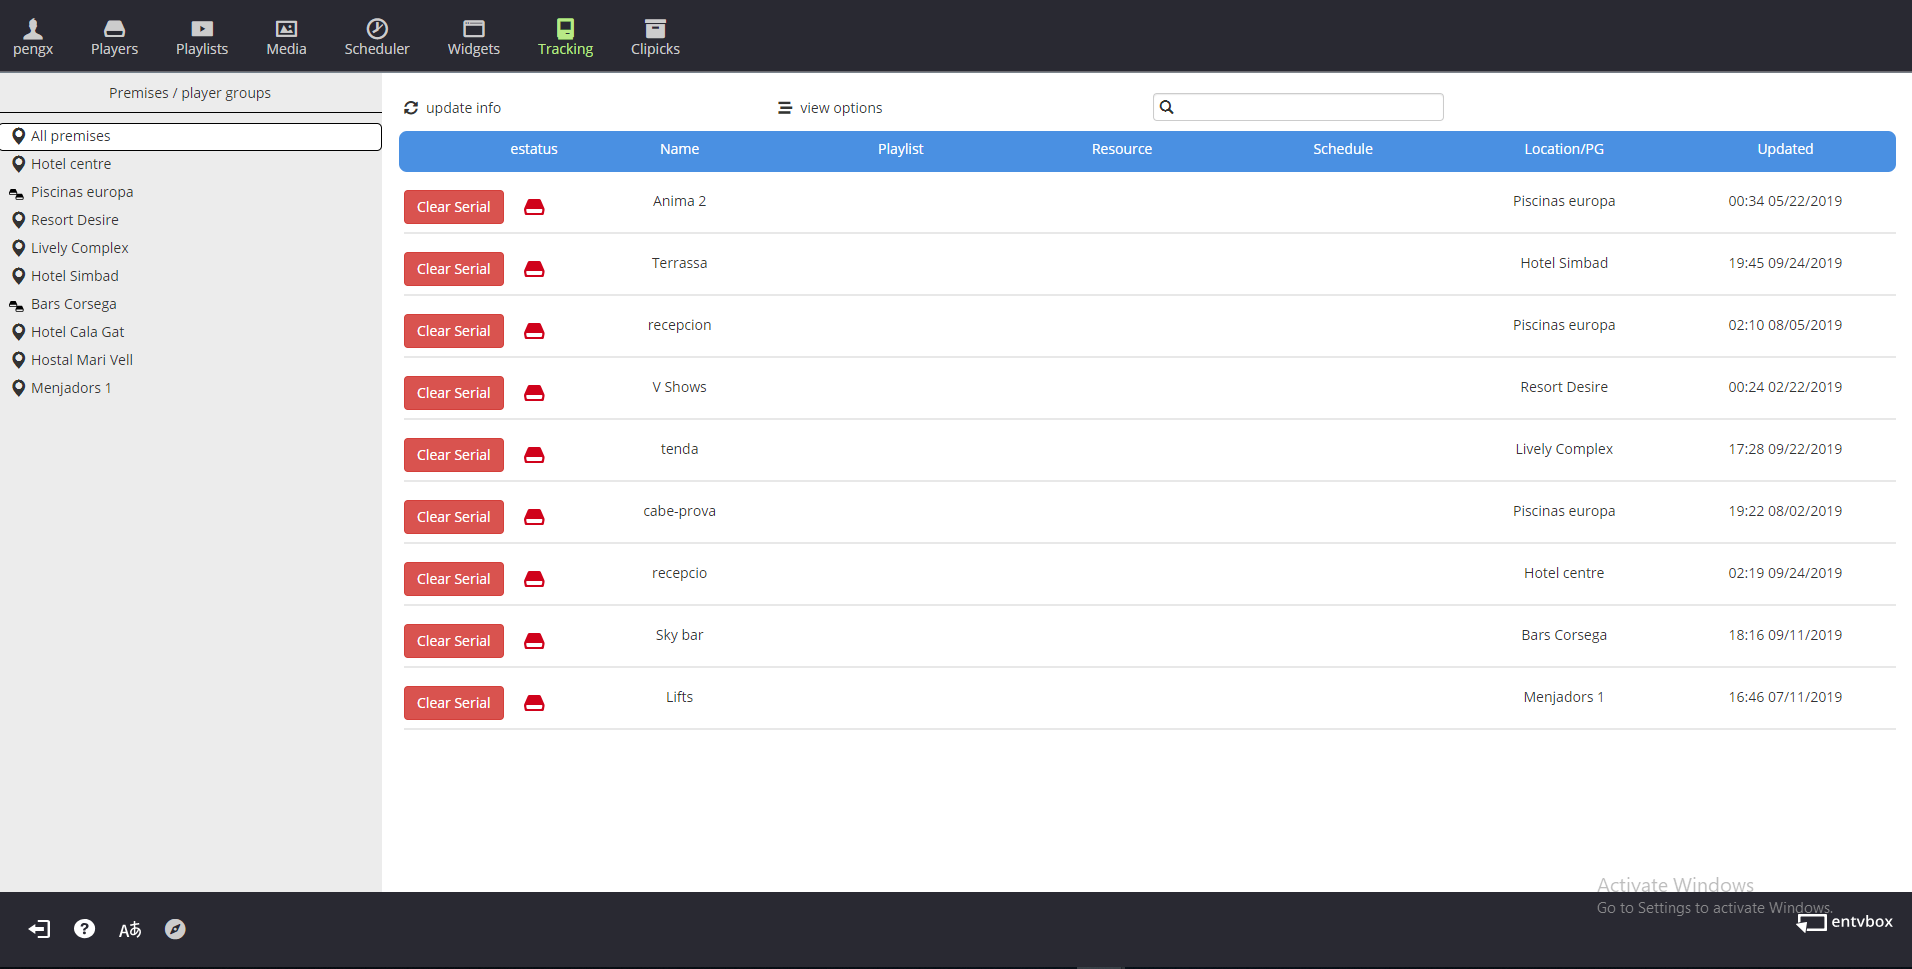 pengx Players Playlists Media Scheduler Widgets Tracking Clipicks
Premises / player groups
All premises
Hotel centre
Piscinas europa
Resort Desire
Lively Complex
Hotel Simbad
Bars Corsega
Hotel Cala Gat
Hostal Mari Vell
Menjadors 1
update info view options
estatus Name Playlist Resource Schedule Location/PG Updated
Clear Serial Anima 2 Piscinas europa 00:34 05/22/2019
Clear Serial Terrassa Hotel Simbad 19:45 09/24/2019
Clear Serial recepcion Piscinas europa 02:10 08/05/2019
Clear Serial V Shows Resort Desire 00:24 02/22/2019
Clear Serial tenda Lively Complex 17:28 09/22/2019
Clear Serial cabe-prova Piscinas europa 19:22 08/02/2019
Clear Serial recepcio Hotel centre 02:19 09/24/2019
Clear Serial Sky bar Bars Corsega 18:16 09/11/2019
Clear Serial Lifts Menjadors 1 16:46 07/11/2019
Activate Windows
Go to Settings to activate Windows.
? Aあ entvbox